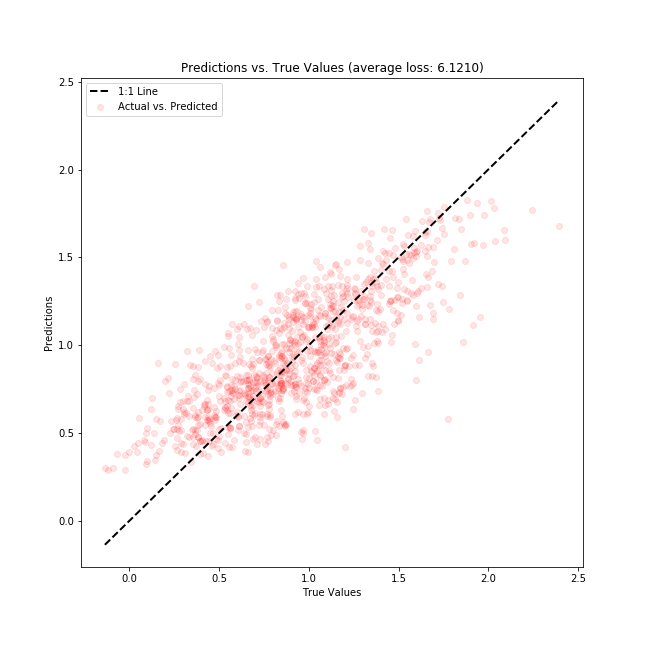 Predictions vs. True Values (average loss: 6.1210)
1:1 Line
Actual vs. Predicted
2.5
2.0
1.5
1.0
0.5
0.0
Predictions
0.0 0.5 1.0 1.5 2.0 2.5
True Values